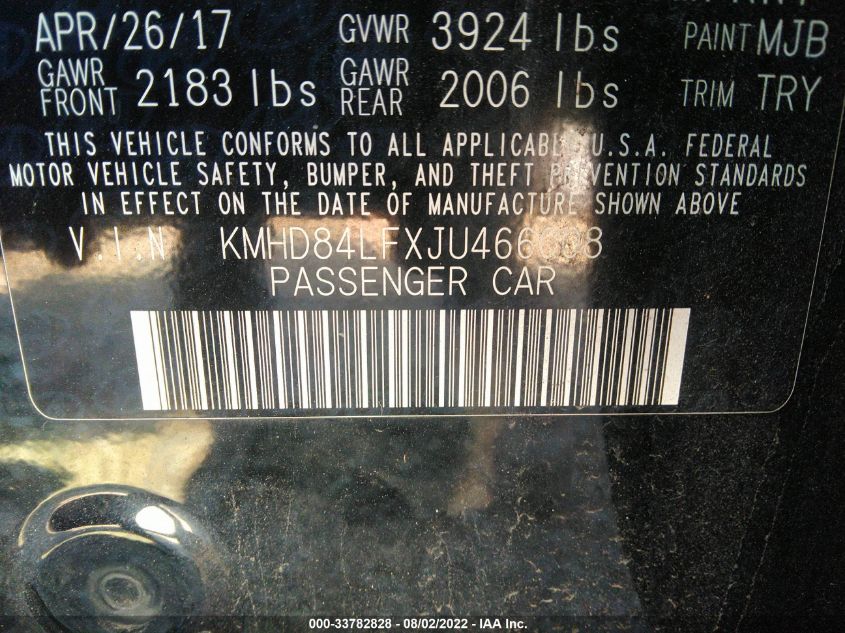 APR/26/17 GVWR 3924 lbs PAINT MJB
GAWR FRONT 2183 lbs GAWR REAR 2006 lbs TRIM TRY
THIS VEHICLE CONFORMS TO ALL APPLICABLE U.S.A. FEDERAL
MOTOR VEHICLE SAFETY, BUMPER, AND THEFT PREVENTION STANDARDS
IN EFFECT ON THE DATE OF MANUFACTURE SHOWN ABOVE
V.I.N
PASSENGER CAR
000-33782828 - 08/02/2022 - IAA Inc.